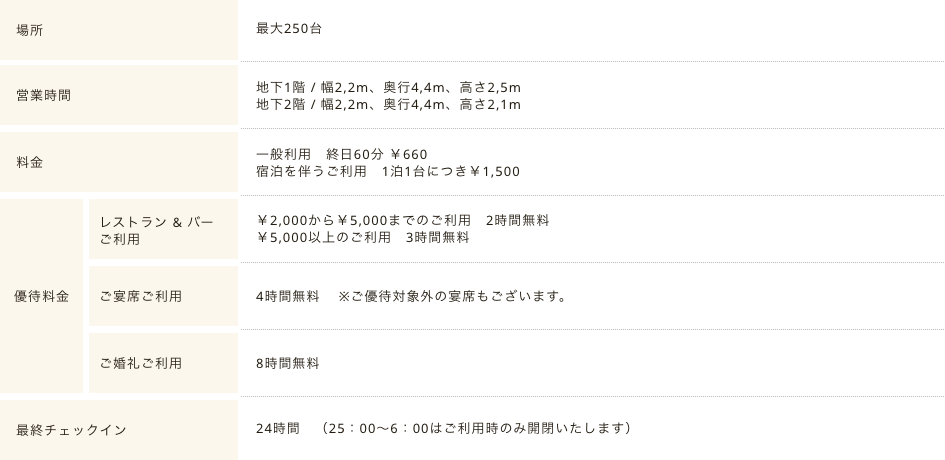 場所
最大250台
営業時間
地下1階 / 幅2,2m、奥行4,4m、高さ2,5m
地下2階 / 幅2,2m、奥行4,4m、高さ2,1m
料金
一般利用　終日60分 ￥660
宿泊を伴うご利用　1泊1台につき￥1,500
優待料金
レストラン & バー
ご利用
￥2,000から￥5,000までのご利用　2時間無料
￥5,000以上のご利用　3時間無料
ご宴席ご利用
4時間無料　※ご優待対象外の宴席もございます。
ご婚礼ご利用
8時間無料
最終チェックイン
24時間　（25：00〜6：00はご利用時のみ開閉いたします）